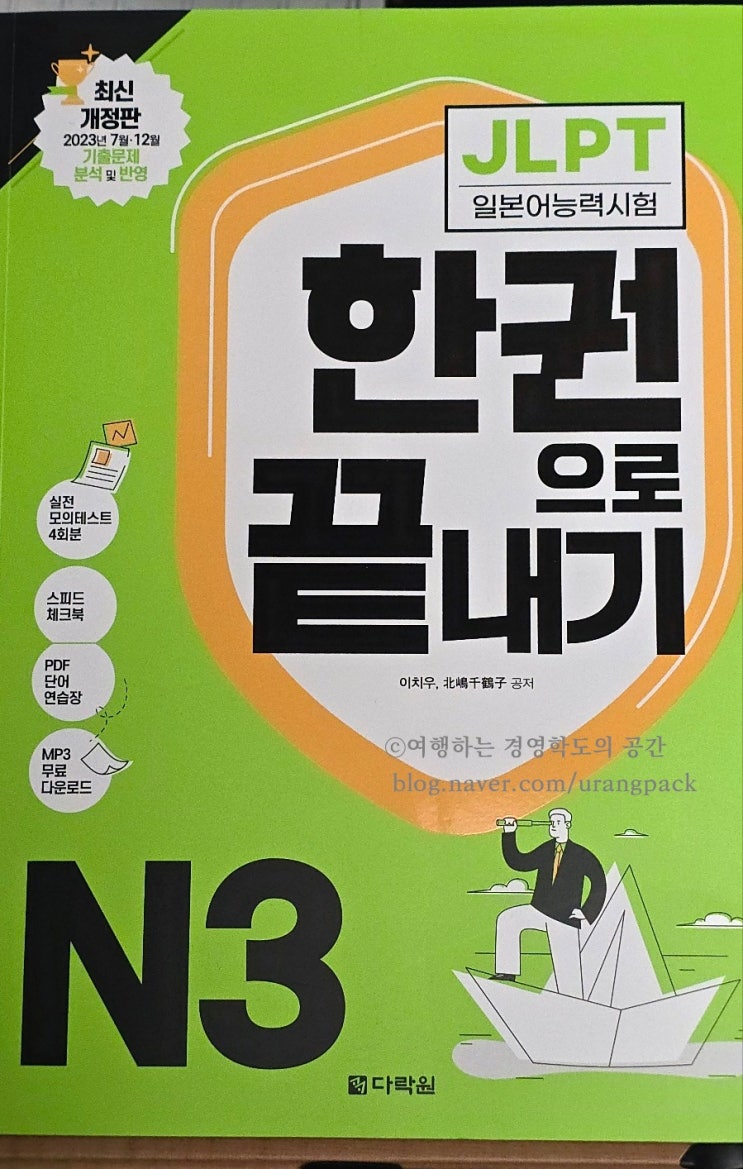 최신
개정판
2023년 7월·12월
기출문제
분석 및 반영
JLPT
일본어능력시험
한권
으로
끝내기
이치우, 北嶋千鶴子 공저
실전
모의테스트
4회분
스피드
체크북
PDF
단어
연습장
MP3
무료
다운로드
©여행하는 경영학도의 공간
blog.naver.com/urangpack
N3
다락원